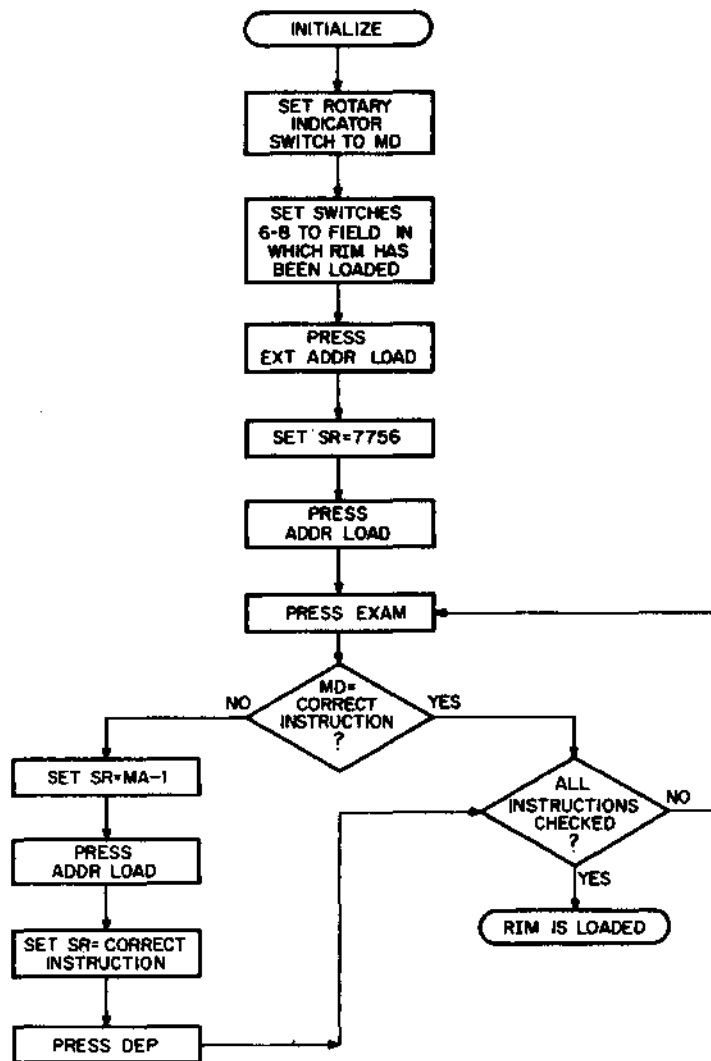 INITIALIZE
SET ROTARY
INDICATOR
SWITCH TO MD
SET SWITCHES
6-8 TO FIELD IN
WHICH RIM HAS
BEEN LOADED
PRESS
EXT ADDR LOAD
SET SR=7756
PRESS
ADDR LOAD
PRESS EXAM
MD=
CORRECT
INSTRUCTION
?
NO
YES
SET SR=MA-1
PRESS
ADDR LOAD
SET SR=CORRECT
INSTRUCTION
PRESS DEP
ALL
INSTRUCTIONS
CHECKED
?
NO
YES
RIM IS LOADED